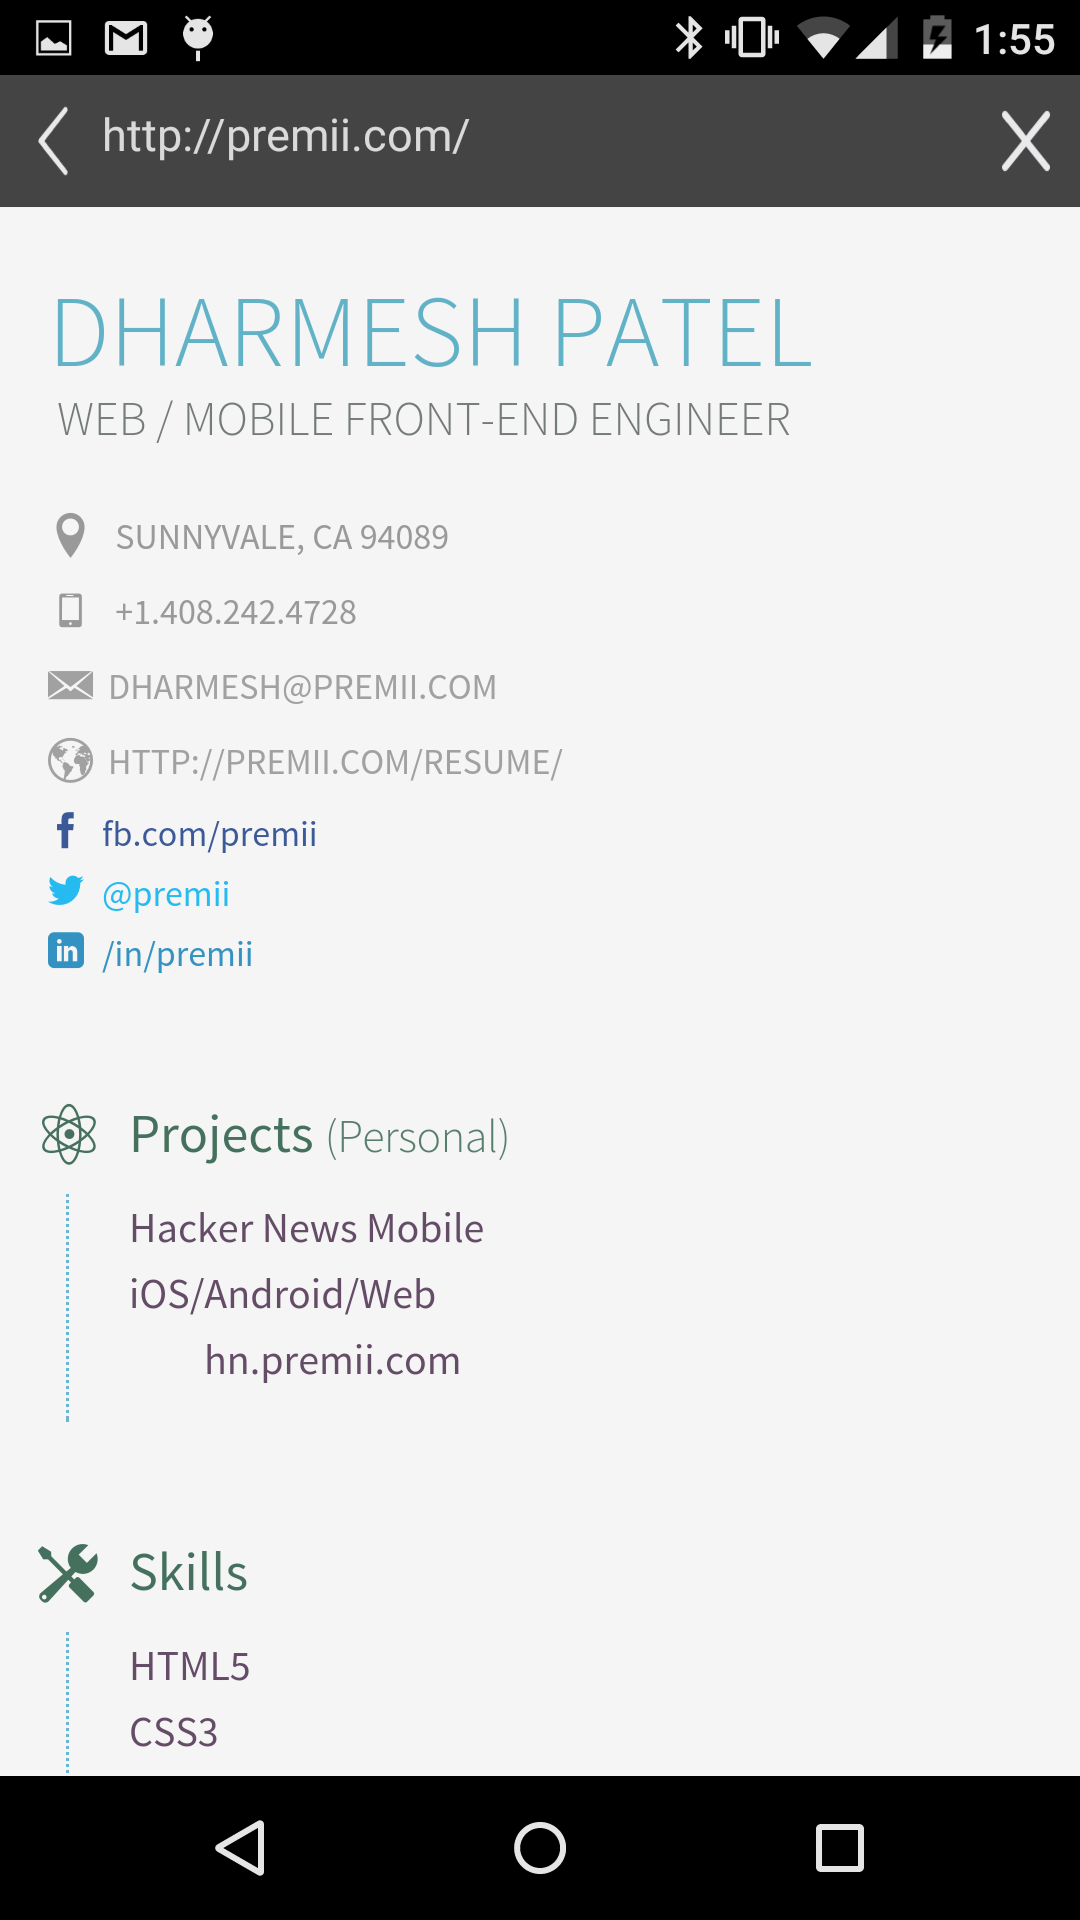 1:55
http://premii.com/
DHARMESH PATEL
WEB / MOBILE FRONT-END ENGINEER
SUNNYVALE, CA 94089
+1.408.242.4728
DHARMESH@PREMII.COM
HTTP://PREMII.COM/RESUME/
fb.com/premii
@premii
in /in/premii
Projects (Personal)
Hacker News Mobile
iOS/Android/Web
hn.premii.com
Skills
HTML5
CSS3